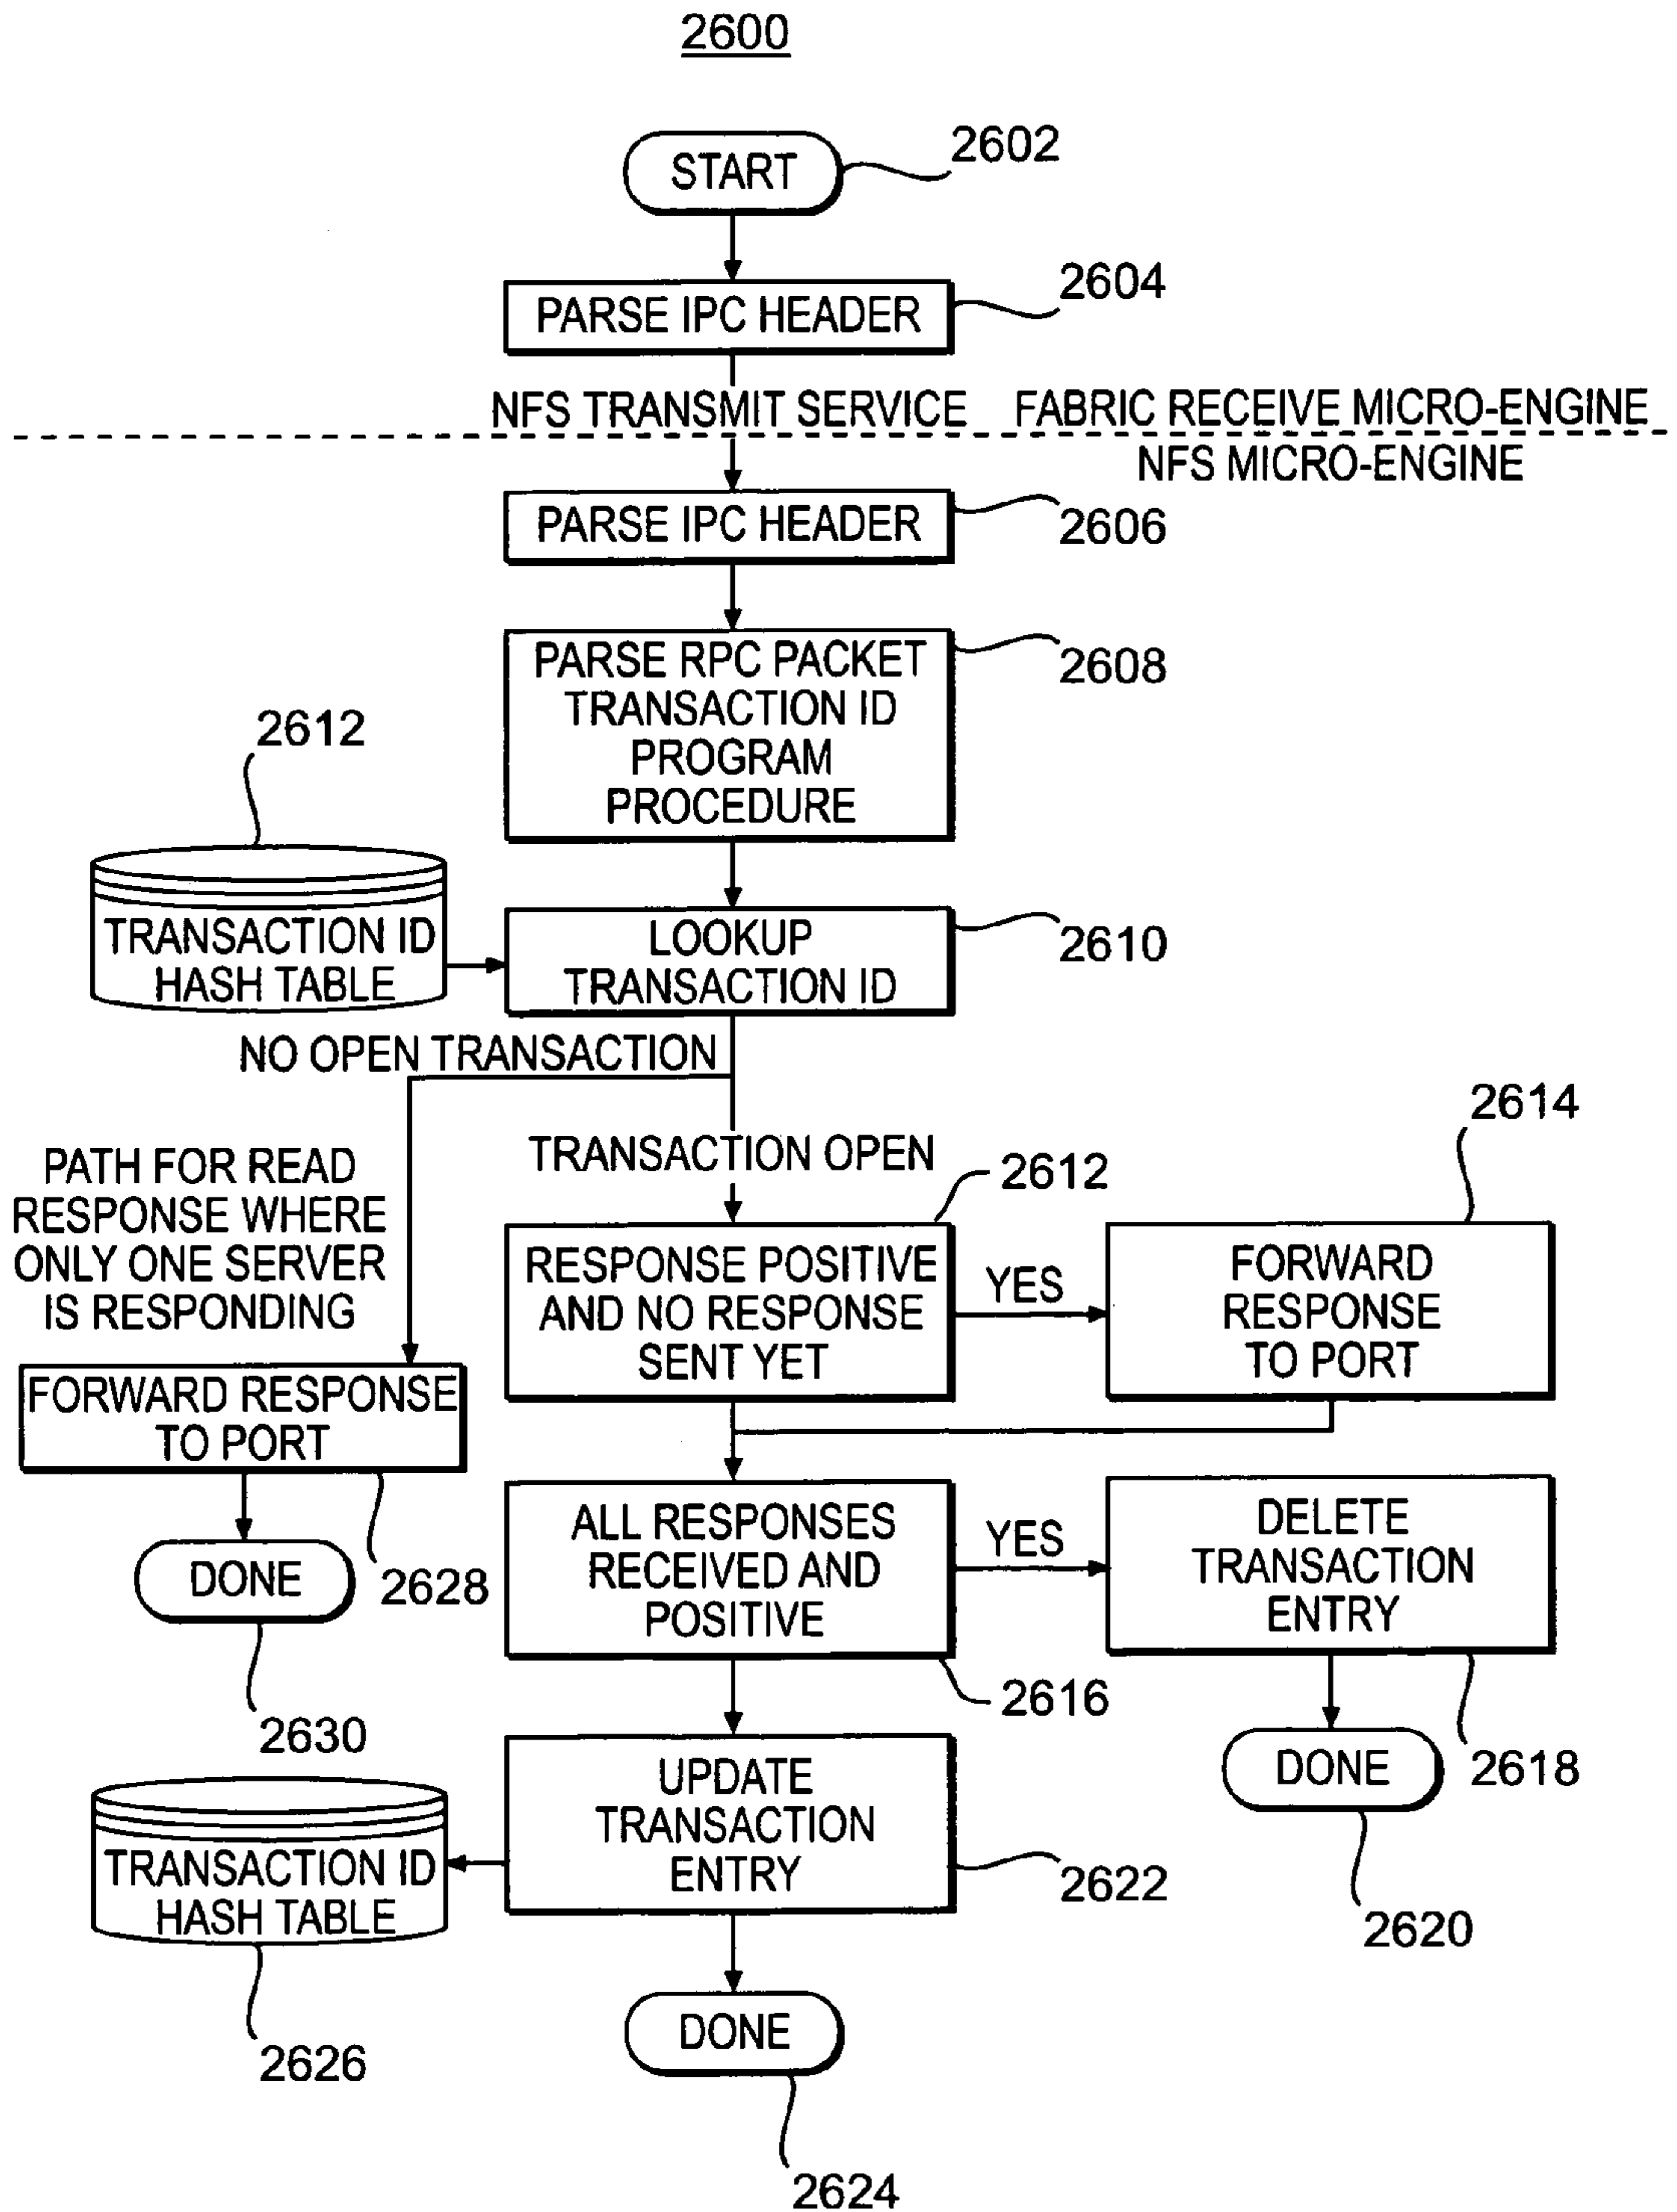 2600
START
2602
PARSE IPC HEADER
2604
NFS TRANSMIT SERVICE
FABRIC RECEIVE MICRO-ENGINE
NFS MICRO-ENGINE
PARSE IPC HEADER
2606
PARSE RPC PACKET
TRANSACTION ID
PROGRAM
PROCEDURE
2608
2612
TRANSACTION ID
HASH TABLE
LOOKUP
TRANSACTION ID
2610
NO OPEN TRANSACTION
TRANSACTION OPEN
PATH FOR READ
RESPONSE WHERE
ONLY ONE SERVER
IS RESPONDING
2612
RESPONSE POSITIVE
AND NO RESPONSE
SENT YET
YES
2614
FORWARD
RESPONSE
TO PORT
FORWARD RESPONSE
TO PORT
2628
DONE
2630
ALL RESPONSES
RECEIVED AND
POSITIVE
2616
YES
DELETE
TRANSACTION
ENTRY
2618
DONE
2620
UPDATE
TRANSACTION
ENTRY
2622
TRANSACTION ID
HASH TABLE
2626
DONE
2624